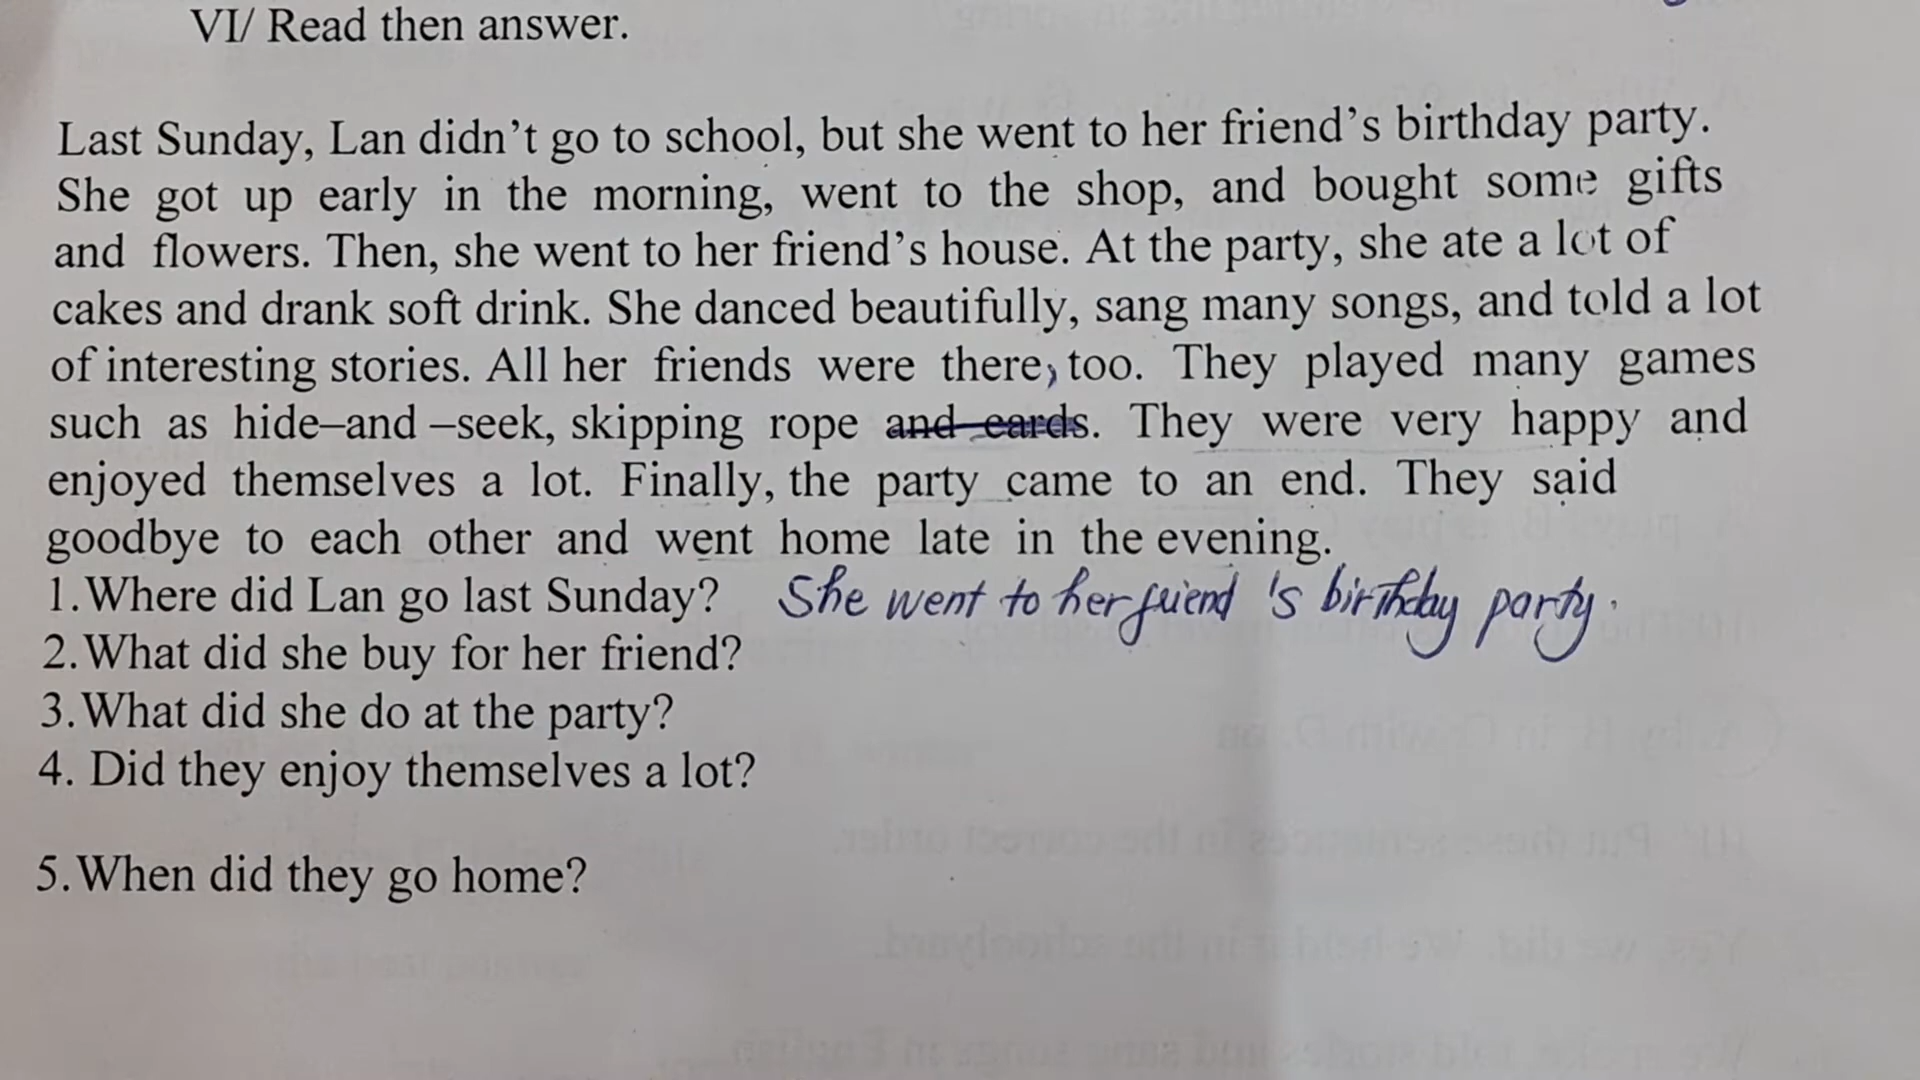 VI/ Read then answer.
Last Sunday, Lan didn’t go to school, but she went to her friend’s birthday party.
She got up early in the morning, went to the shop, and bought some gifts
and flowers. Then, she went to her friend’s house. At the party, she ate a lot of
cakes and drank soft drink. She danced beautifully, sang many songs, and told a lot
of interesting stories. All her friends were there, too. They played many games
such as hide–and –seek, skipping rope and cards. They were very happy and
enjoyed themselves a lot. Finally, the party came to an end. They said
goodbye to each other and went home late in the evening.
1.Where did Lan go last Sunday? She went to her friend 's birthday party.
2.What did she buy for her friend?
3.What did she do at the party?
4. Did they enjoy themselves a lot?
5.When did they go home?